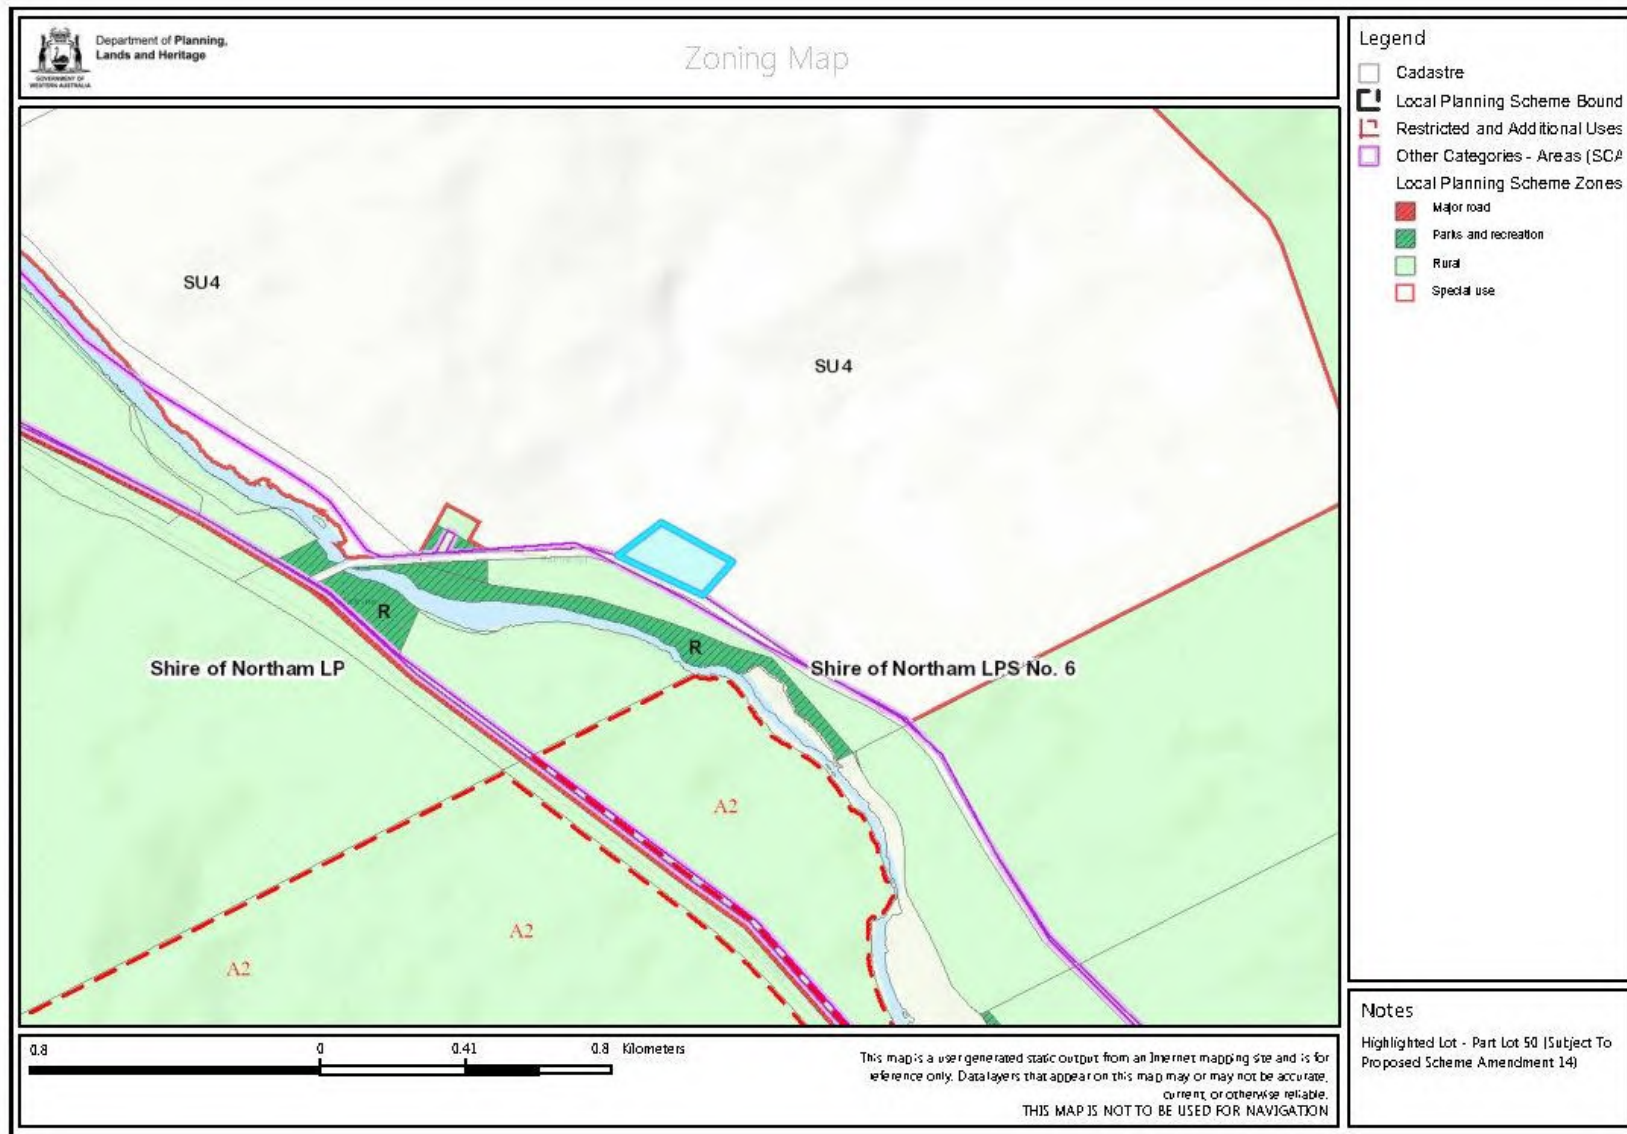 Department of Planning,
Lands and Heritage
GOVERNMENT OF
WESTERN AUSTRALIA
Zoning Map
Legend
Cadastre
Local Planning Scheme Bound
Restricted and Additional Uses
Other Categories - Areas (SCA
Local Planning Scheme Zones
Major road
Parks and recreation
Rural
Special use
SU4
SU4
R
R
Shire of Northam LP
Shire of Northam LPS No. 6
A2
A2
A2
0.8 0 0.41 0.8 Kilometers
This map is a user generated static output from an Internet mapping site and is for
reference only. Data layers that appear on this map may or may not be accurate,
current, or otherwise reliable.
THIS MAP IS NOT TO BE USED FOR NAVIGATION
Notes
Highlighted Lot - Part Lot 50 (Subject To
Proposed Scheme Amendment 14)